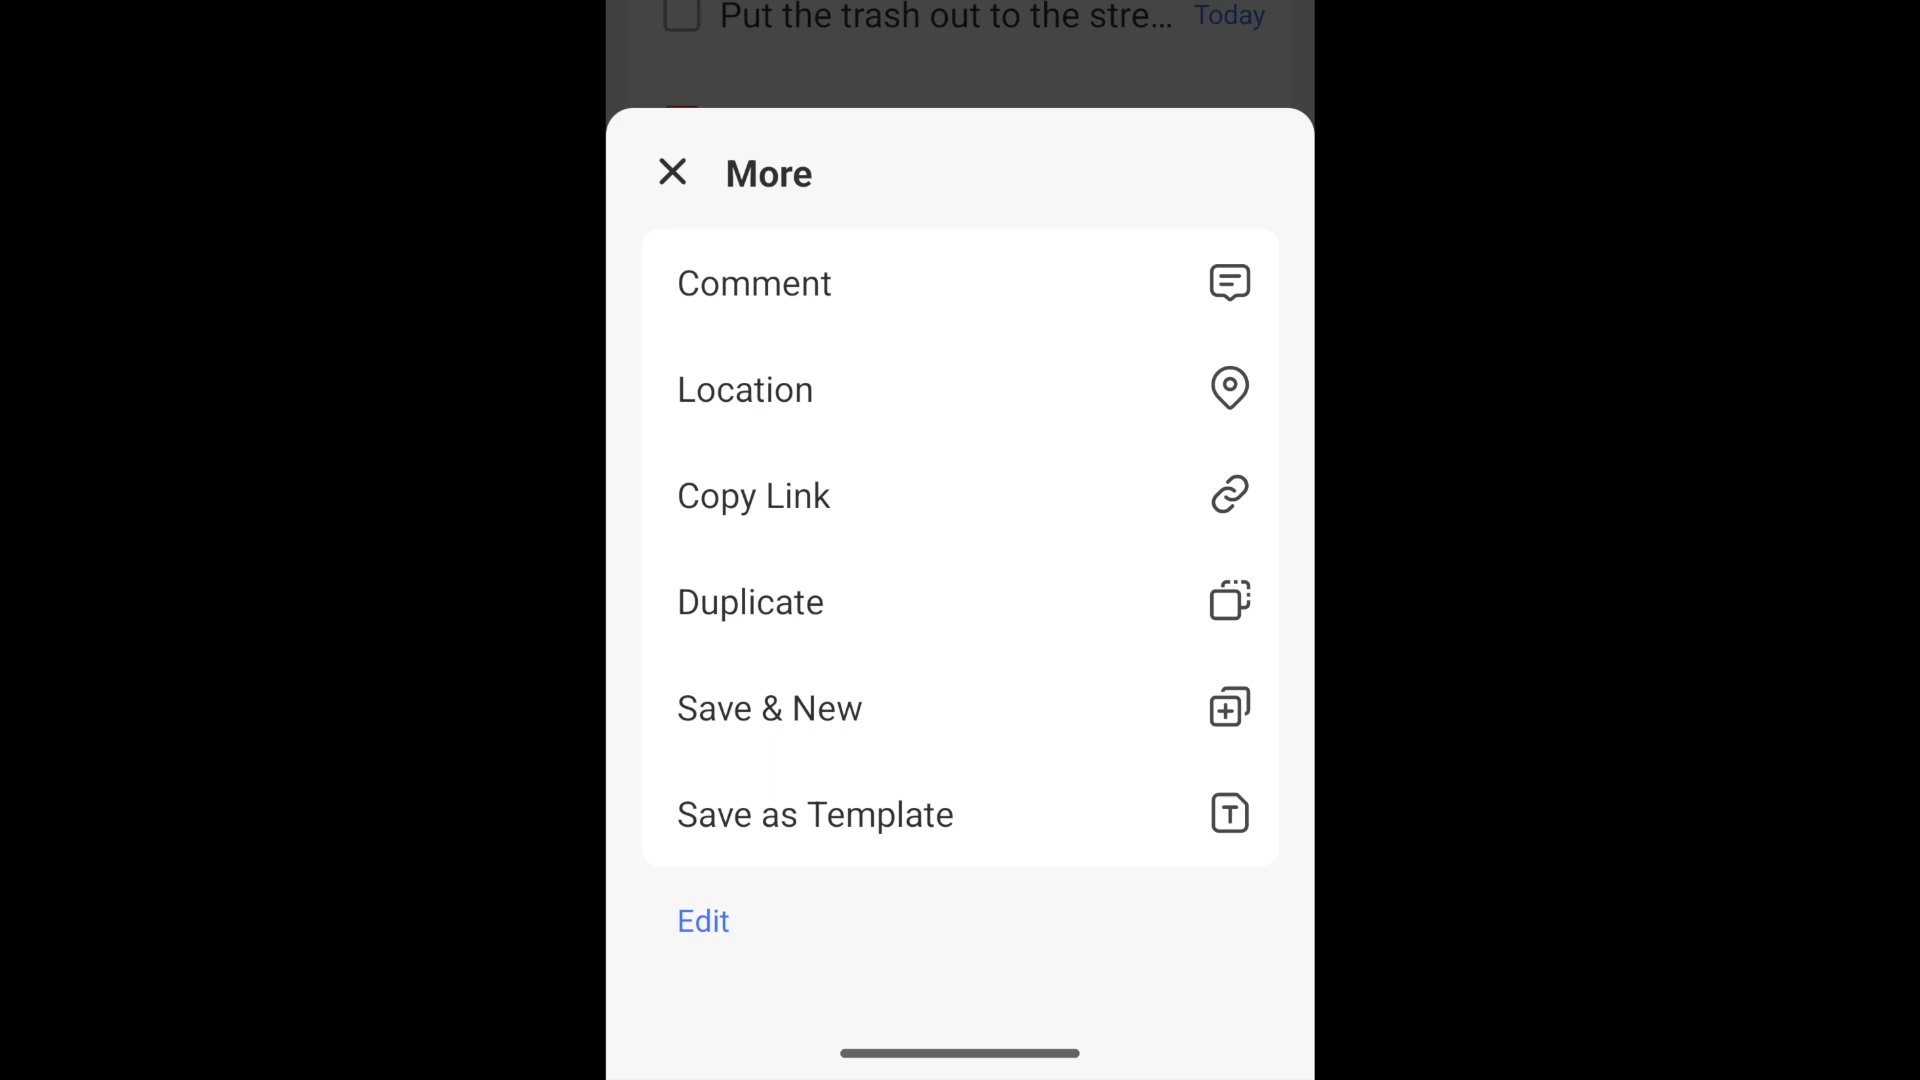 Put the trash out to the stre... Today
More
Comment
Location
Copy Link
Duplicate
Save & New
Save as Template
Edit